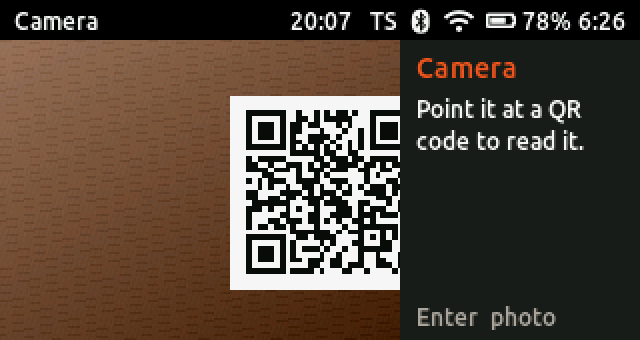 Camera 20:07 TS 78% 6:26
Camera
Point it at a QR
code to read it.
Enter photo